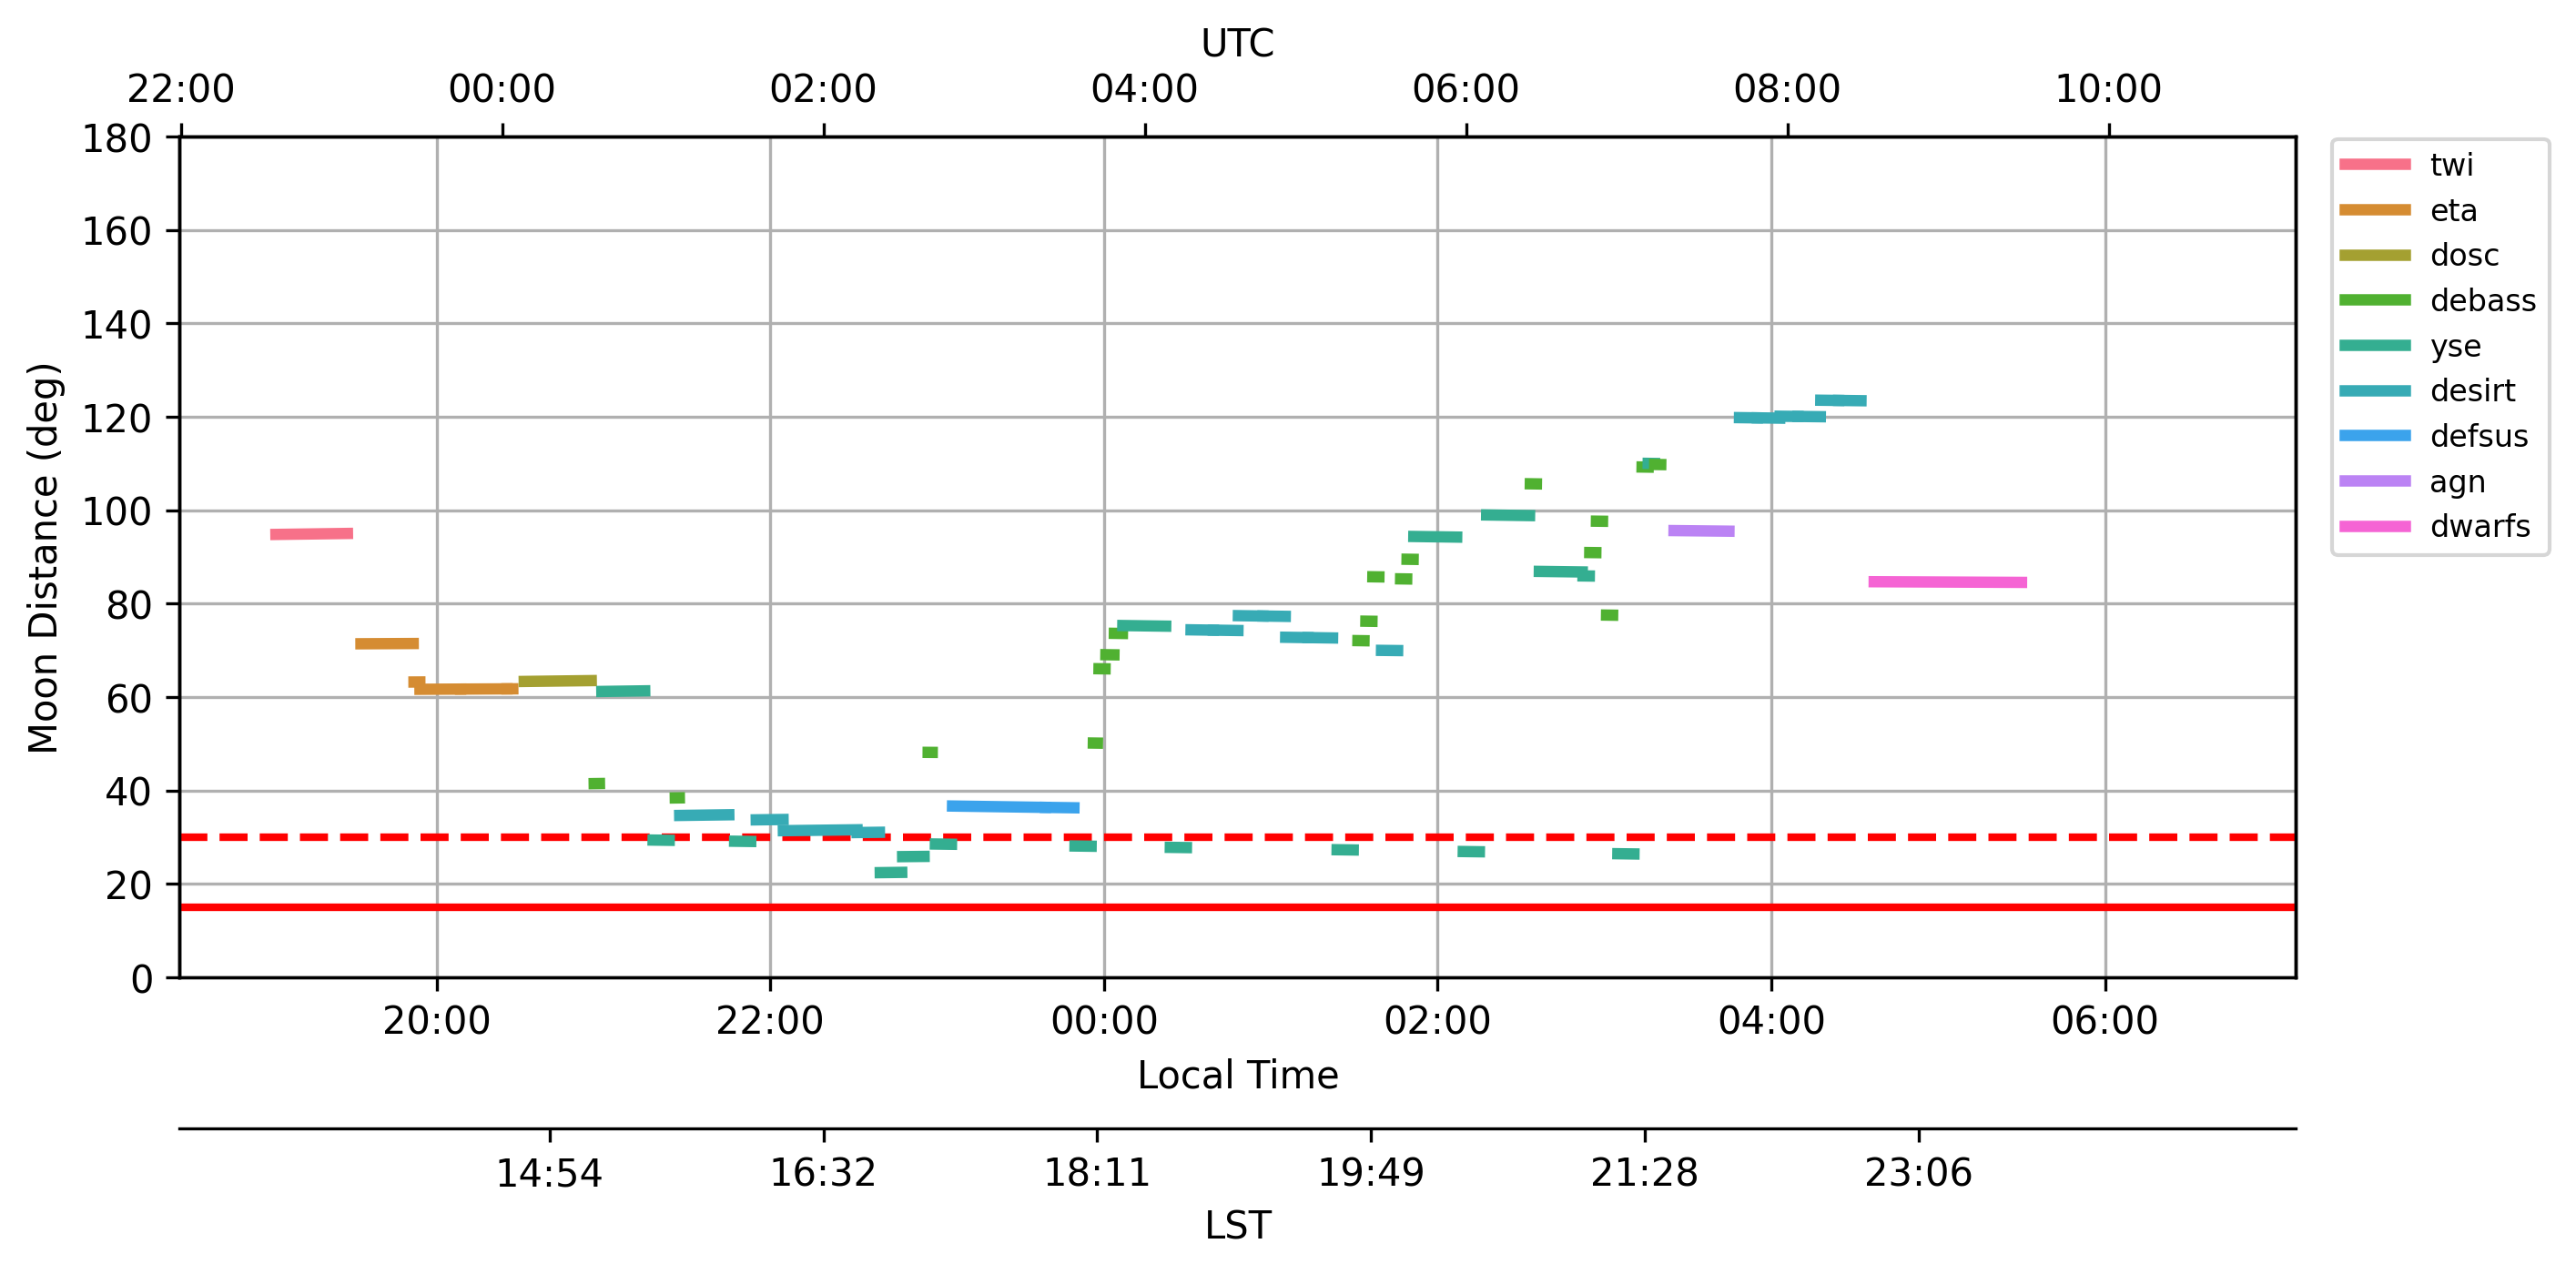 UTC
22:00 00:00 02:00 04:00 06:00 08:00 10:00
180
160
140
120
100
80
60
40
20
0
Moon Distance (deg)
20:00 22:00 00:00 02:00 04:00 06:00
Local Time
14:54 16:32 18:11 19:49 21:28 23:06
LST
twi
eta
dosc
debass
yse
desirt
defsus
agn
dwarfs